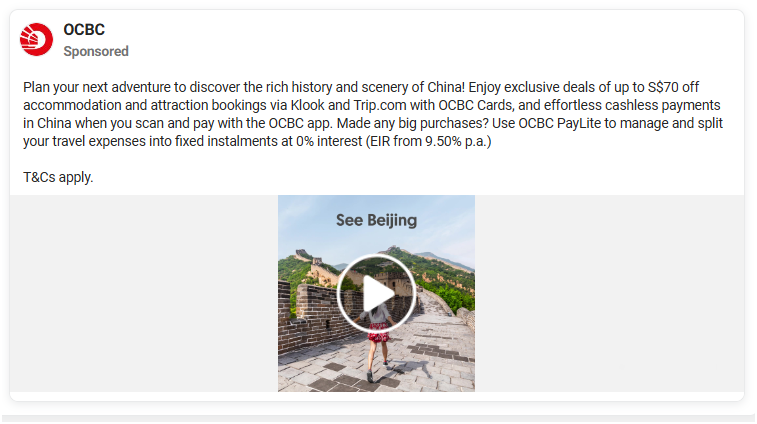 OCBC
Sponsored
Plan your next adventure to discover the rich history and scenery of China! Enjoy exclusive deals of up to S$70 off
accommodation and attraction bookings via Klook and Trip.com with OCBC Cards, and effortless cashless payments
in China when you scan and pay with the OCBC app. Made any big purchases? Use OCBC PayLite to manage and split
your travel expenses into fixed instalments at 0% interest (EIR from 9.50% p.a.)
T&Cs apply.
See Beijing